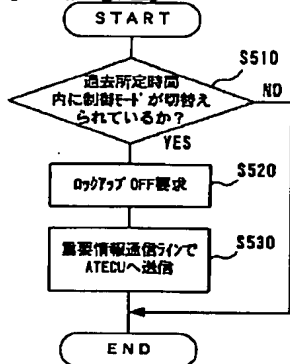 START
S510
過去所定時間
内に制御モードが切替え
られているか?
NO
YES
ロックアップOFF要求
S520
重要情報通信ラインで
ATECUへ送信
S530
END